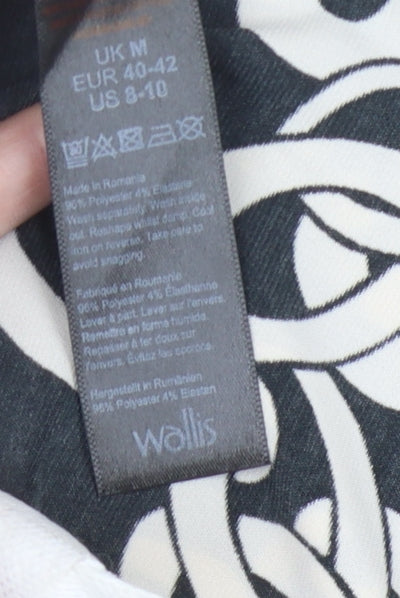 UK M
EUR 40-42
US 8-10
Made in Romania
96% Polyester 4% Elastane
Wash separately. Wash inside
out. Reshape whilst damp. Cool
iron on reverse. Take care to
avoid snagging.
Fabriqué en Roumanie
96% Polyester 4% Élasthanne
Laver à part. Laver sur l'envers.
Remettre en forme humide.
Repasser à fer doux sur
l'envers. Évitez les accrocs.
Hergestellt in Rumänien
96% Polyester 4% Elastan
Wallis